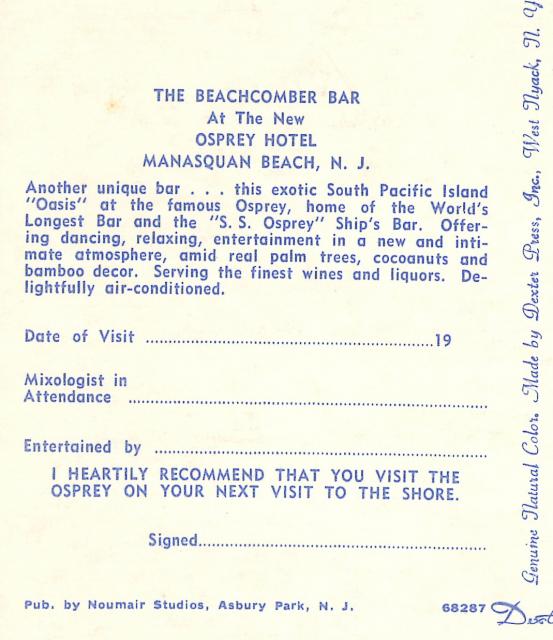 THE BEACHCOMBER BAR
At The New
OSPREY HOTEL
MANASQUAN BEACH, N. J.
Another unique bar . . . this exotic South Pacific Island
"Oasis" at the famous Osprey, home of the World's
Longest Bar and the "S. S. Osprey" Ship's Bar. Offer-
ing dancing, relaxing, entertainment in a new and inti-
mate atmosphere, amid real palm trees, cocoanuts and
bamboo decor. Serving the finest wines and liquors. De-
lightfully air-conditioned.
Date of Visit ..................................................19
Mixologist in
Attendance ..................................................
Entertained by ..................................................
I HEARTILY RECOMMEND THAT YOU VISIT THE
OSPREY ON YOUR NEXT VISIT TO THE SHORE.
Signed..................................................
Pub. by Noumair Studios, Asbury Park, N. J.
68287
Genuine Natural Color. Made by Dexter Press, Inc., West Nyack, N. Y